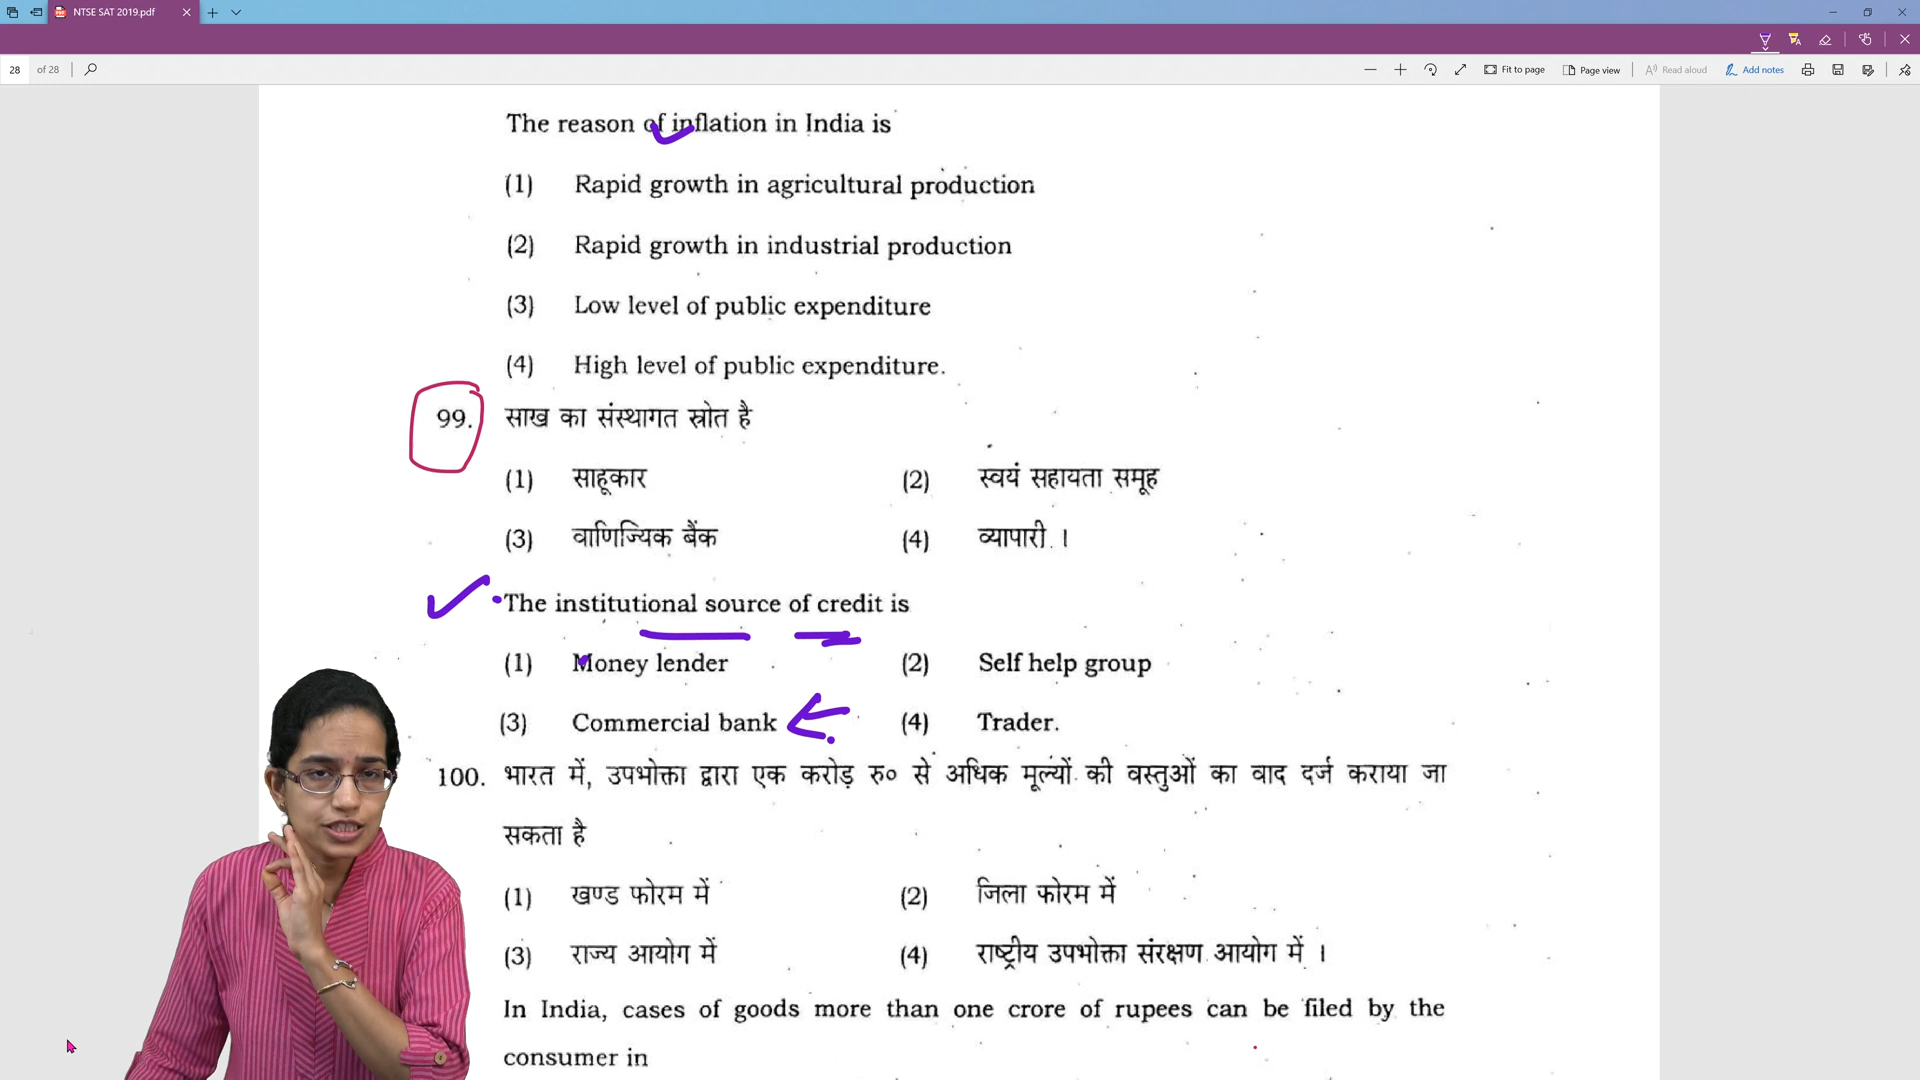 NTSE SAT 2019.pdf
28 of 28
Fit to page
Page view
Read aloud
Add notes
The reason of inflation in India is
(1) Rapid growth in agricultural production
(2) Rapid growth in industrial production
(3) Low level of public expenditure
(4) High level of public expenditure.
99. साख का संस्थागत स्रोत है
(1) साहूकार (2) स्वयं सहायता समूह
(3) वाणिज्यिक बैंक (4) व्यापारी ।
The institutional source of credit is
(1) Money lender (2) Self help group
(3) Commercial bank (4) Trader.
100. भारत में, उपभोक्ता द्वारा एक करोड़ रु० से अधिक मूल्यों की वस्तुओं का वाद दर्ज कराया जा
सकता है
(1) खण्ड फोरम में (2) जिला फोरम में
(3) राज्य आयोग में (4) राष्ट्रीय उपभोक्ता संरक्षण आयोग में ।
In India, cases of goods more than one crore of rupees can be filed by the
consumer in